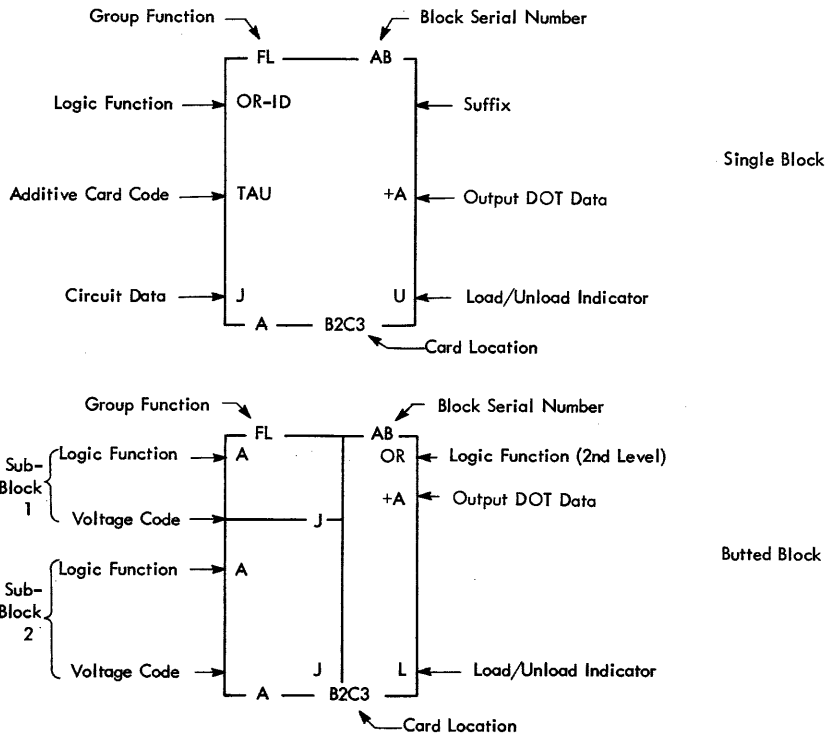 Group Function
Block Serial Number
FL
AB
Logic Function
OR-ID
Suffix
Single Block
Additive Card Code
TAU
+A
Output DOT Data
Circuit Data
J
U
Load/Unload Indicator
A
B2C3
Card Location
Group Function
Block Serial Number
FL
AB
Sub-
Block
1
Logic Function
A
OR
Logic Function (2nd Level)
+A
Output DOT Data
Voltage Code
J
Butted Block
Sub-
Block
2
Logic Function
A
Voltage Code
J
L
Load/Unload Indicator
A
B2C3
Card Location